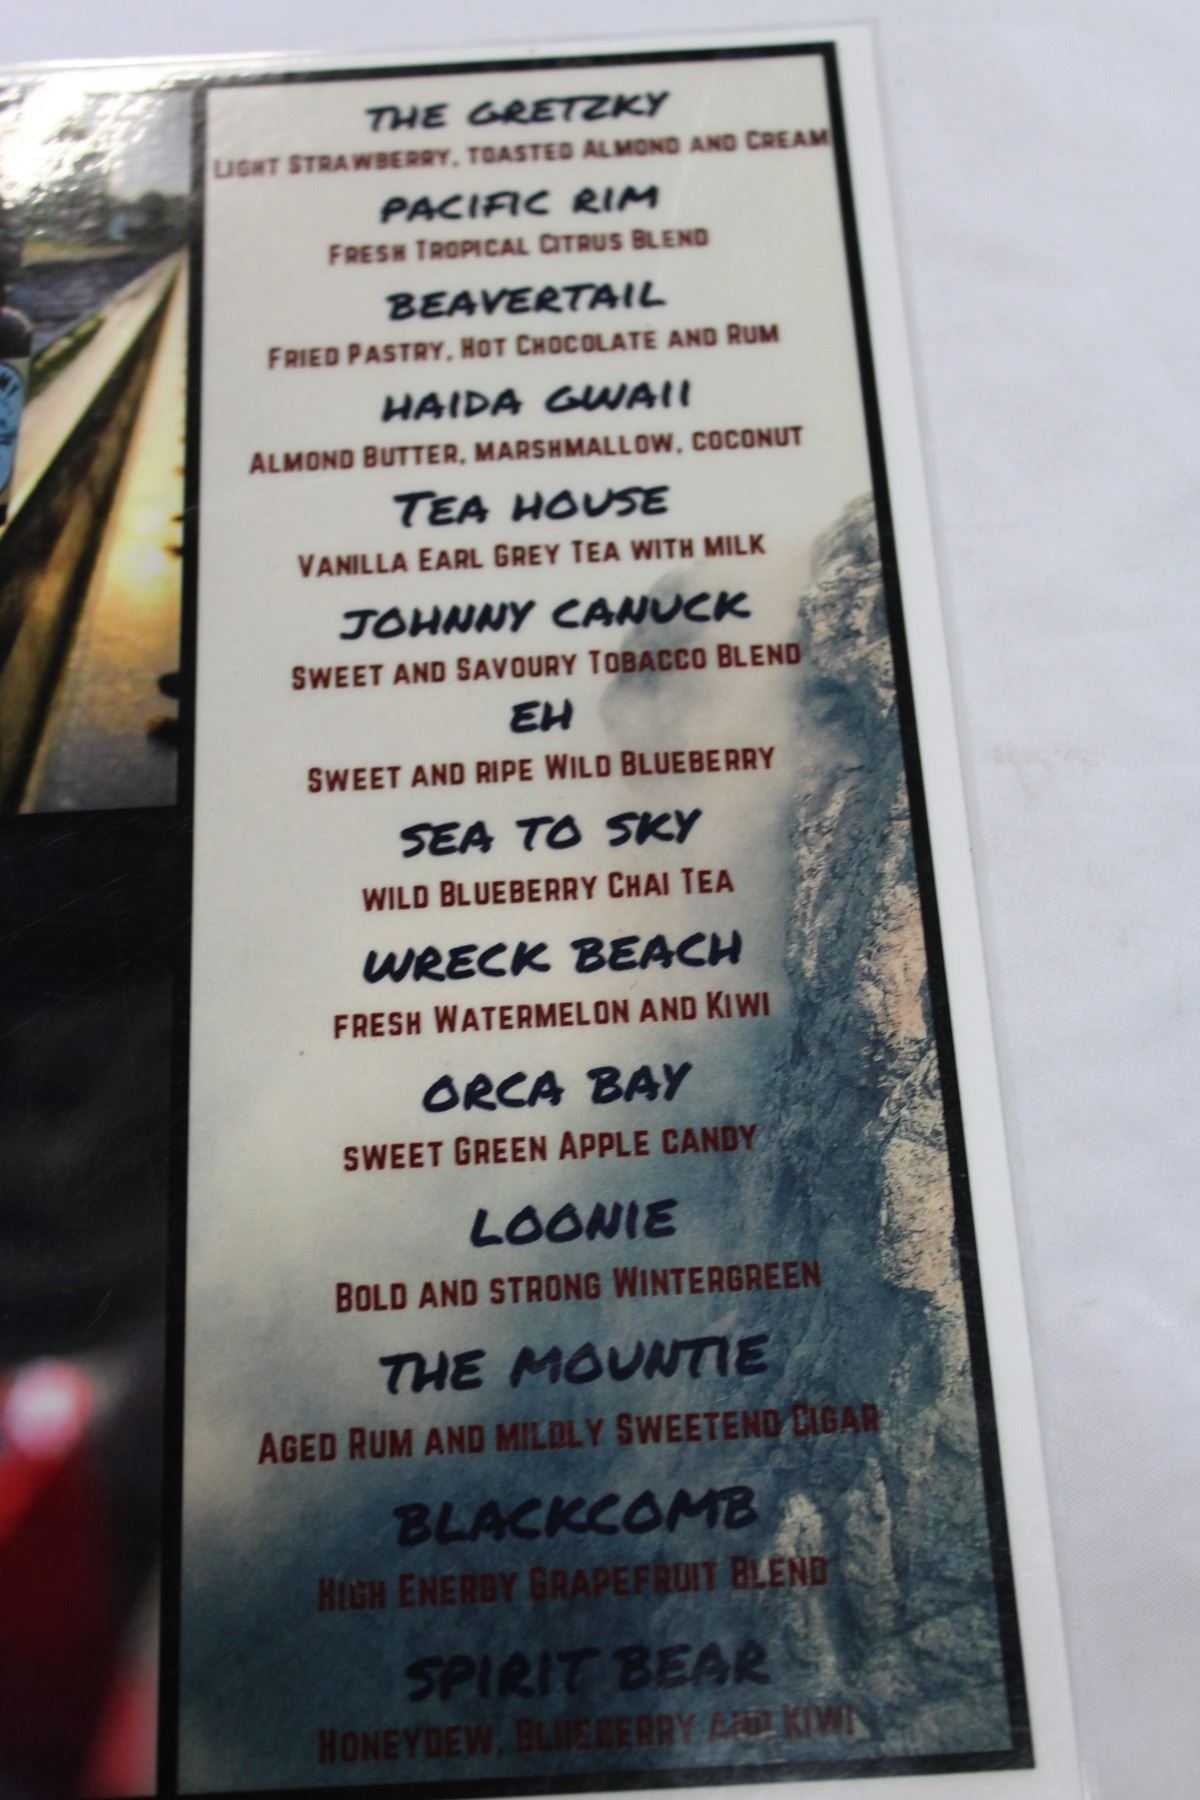 THE GRETZKY
LIGHT STRAWBERRY, TOASTED ALMOND AND CREAM
PACIFIC RIM
FRESH TROPICAL CITRUS BLEND
BEAVERTAIL
FRIED PASTRY, HOT CHOCOLATE AND RUM
HAIDA GWAII
ALMOND BUTTER, MARSHMALLOW, COCONUT
TEA HOUSE
VANILLA EARL GREY TEA WITH MILK
JOHNNY CANUCK
SWEET AND SAVOURY TOBACCO BLEND
EH
SWEET AND RIPE WILD BLUEBERRY
SEA TO SKY
WILD BLUEBERRY CHAI TEA
WRECK BEACH
FRESH WATERMELON AND KIWI
ORCA BAY
SWEET GREEN APPLE CANDY
LOONIE
BOLD AND STRONG WINTERGREEN
THE MOUNTIE
AGED RUM AND MILDLY SWEETEND CIGAR
BLACKCOMB
HIGH ENERGY GRAPEFRUIT BLEND
SPIRIT BEAR
HONEYDEW, BLUEBERRY AND KIWI